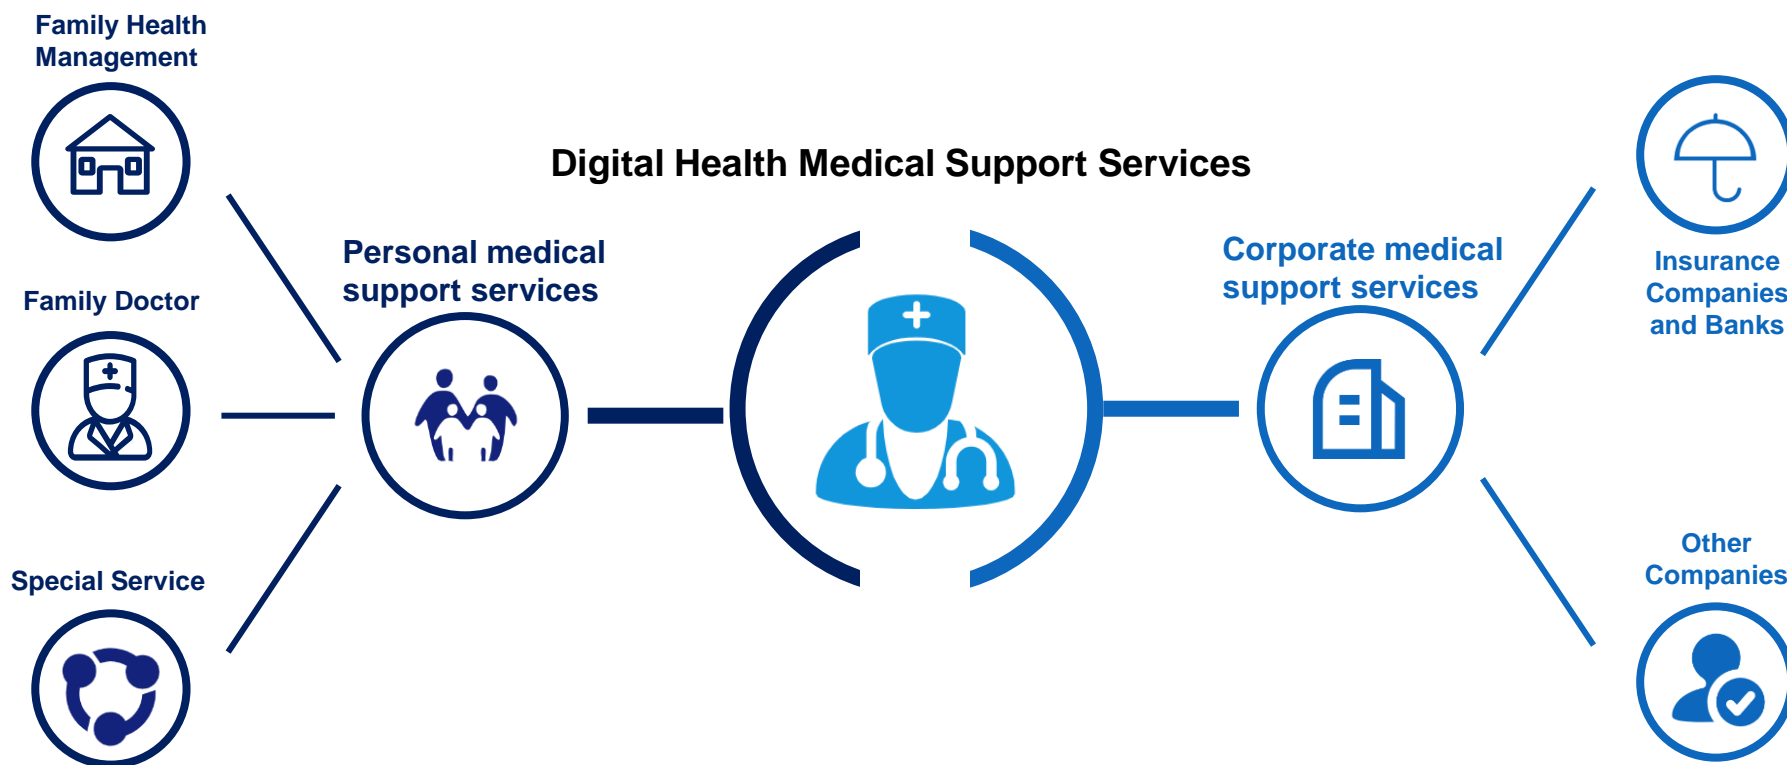 Family Health
Management
Digital Health Medical Support Services
Personal medical
support services
Corporate medical
support services
Family Doctor
Insurance
Companies
and Banks
Special Service
Other
Companies